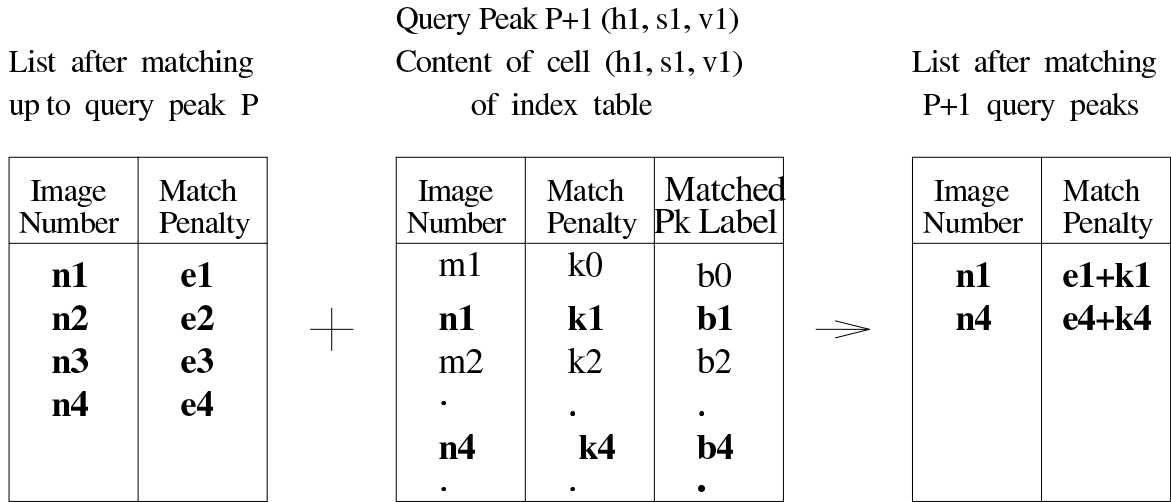 List after matching
up to query peak P
Image Number	Match Penalty
n1	e1
n2	e2
n3	e3
n4	e4
+
Query Peak P+1 (h1, s1, v1)
Content of cell (h1, s1, v1)
of index table
Image Number	Match Penalty	Matched Pk Label
m1	k0	b0
n1	k1	b1
m2	k2	b2
.	.	.
n4	k4	b4
.	.	.
List after matching
P+1 query peaks
Image Number	Match Penalty
n1	e1+k1
n4	e4+k4